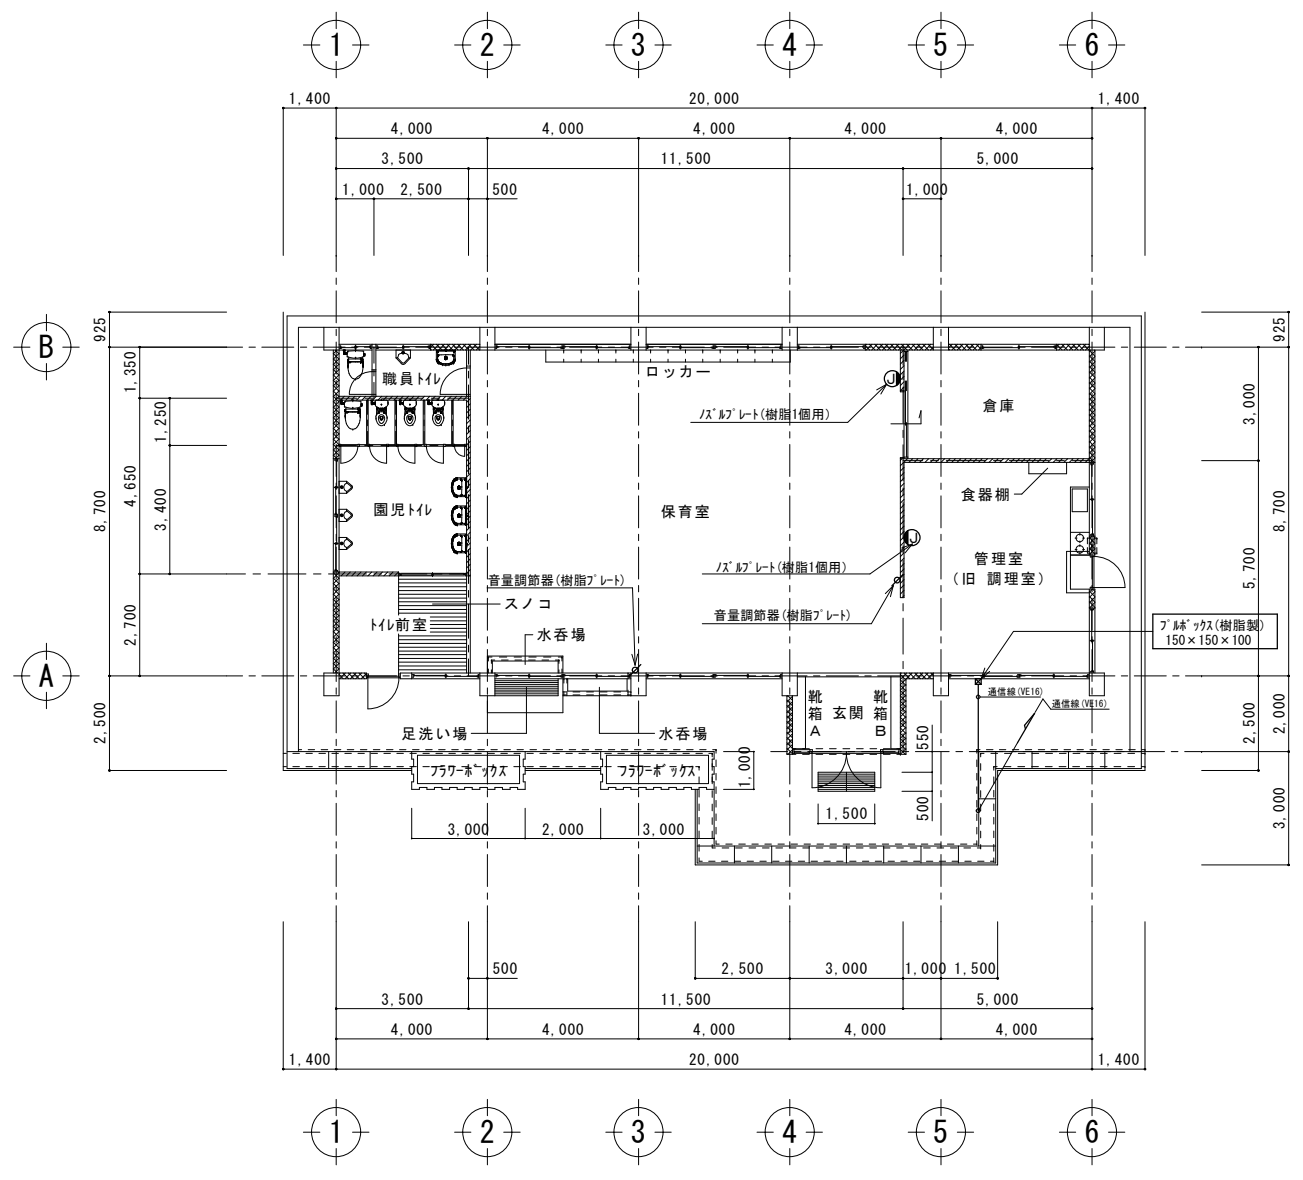 1 2 3 4 5 6
1,400 20,000 1,400
4,000 4,000 4,000 4,000 4,000
3,500 11,500 5,000
1,000 2,500 500 1,000
B
925
1,350
1,250
4,650
8,700
3,400
2,700
A
2,500
職員ﾄｲﾚ
ロッカー
ﾉｽﾞﾙﾌﾟﾚｰﾄ(樹脂1個用)
倉庫
食器棚
園児ﾄｲﾚ
保育室
管理室
(旧 調理室)
ﾉｽﾞﾙﾌﾟﾚｰﾄ(樹脂1個用)
音量調節器(樹脂ﾌﾟﾚｰﾄ)
音量調節器(樹脂ﾌﾟﾚｰﾄ)
スノコ
ﾄｲﾚ前室
水呑場
ﾌﾟﾙﾎﾞｯｸｽ(樹脂製)
150×150×100
通信線(VE16)
通信線(VE16)
靴箱A
玄関
靴箱B
足洗い場
水呑場
ﾌﾗﾜｰﾎﾞｯｸｽ
ﾌﾗﾜｰﾎﾞｯｸｽ
1,000
550
500
1,500
3,000 2,000 3,000
925
3,000
8,700
5,700
2,500
2,000
3,000
500 2,500 3,000 1,000 1,500
3,500 11,500 5,000
4,000 4,000 4,000 4,000 4,000
1,400 20,000 1,400
1 2 3 4 5 6